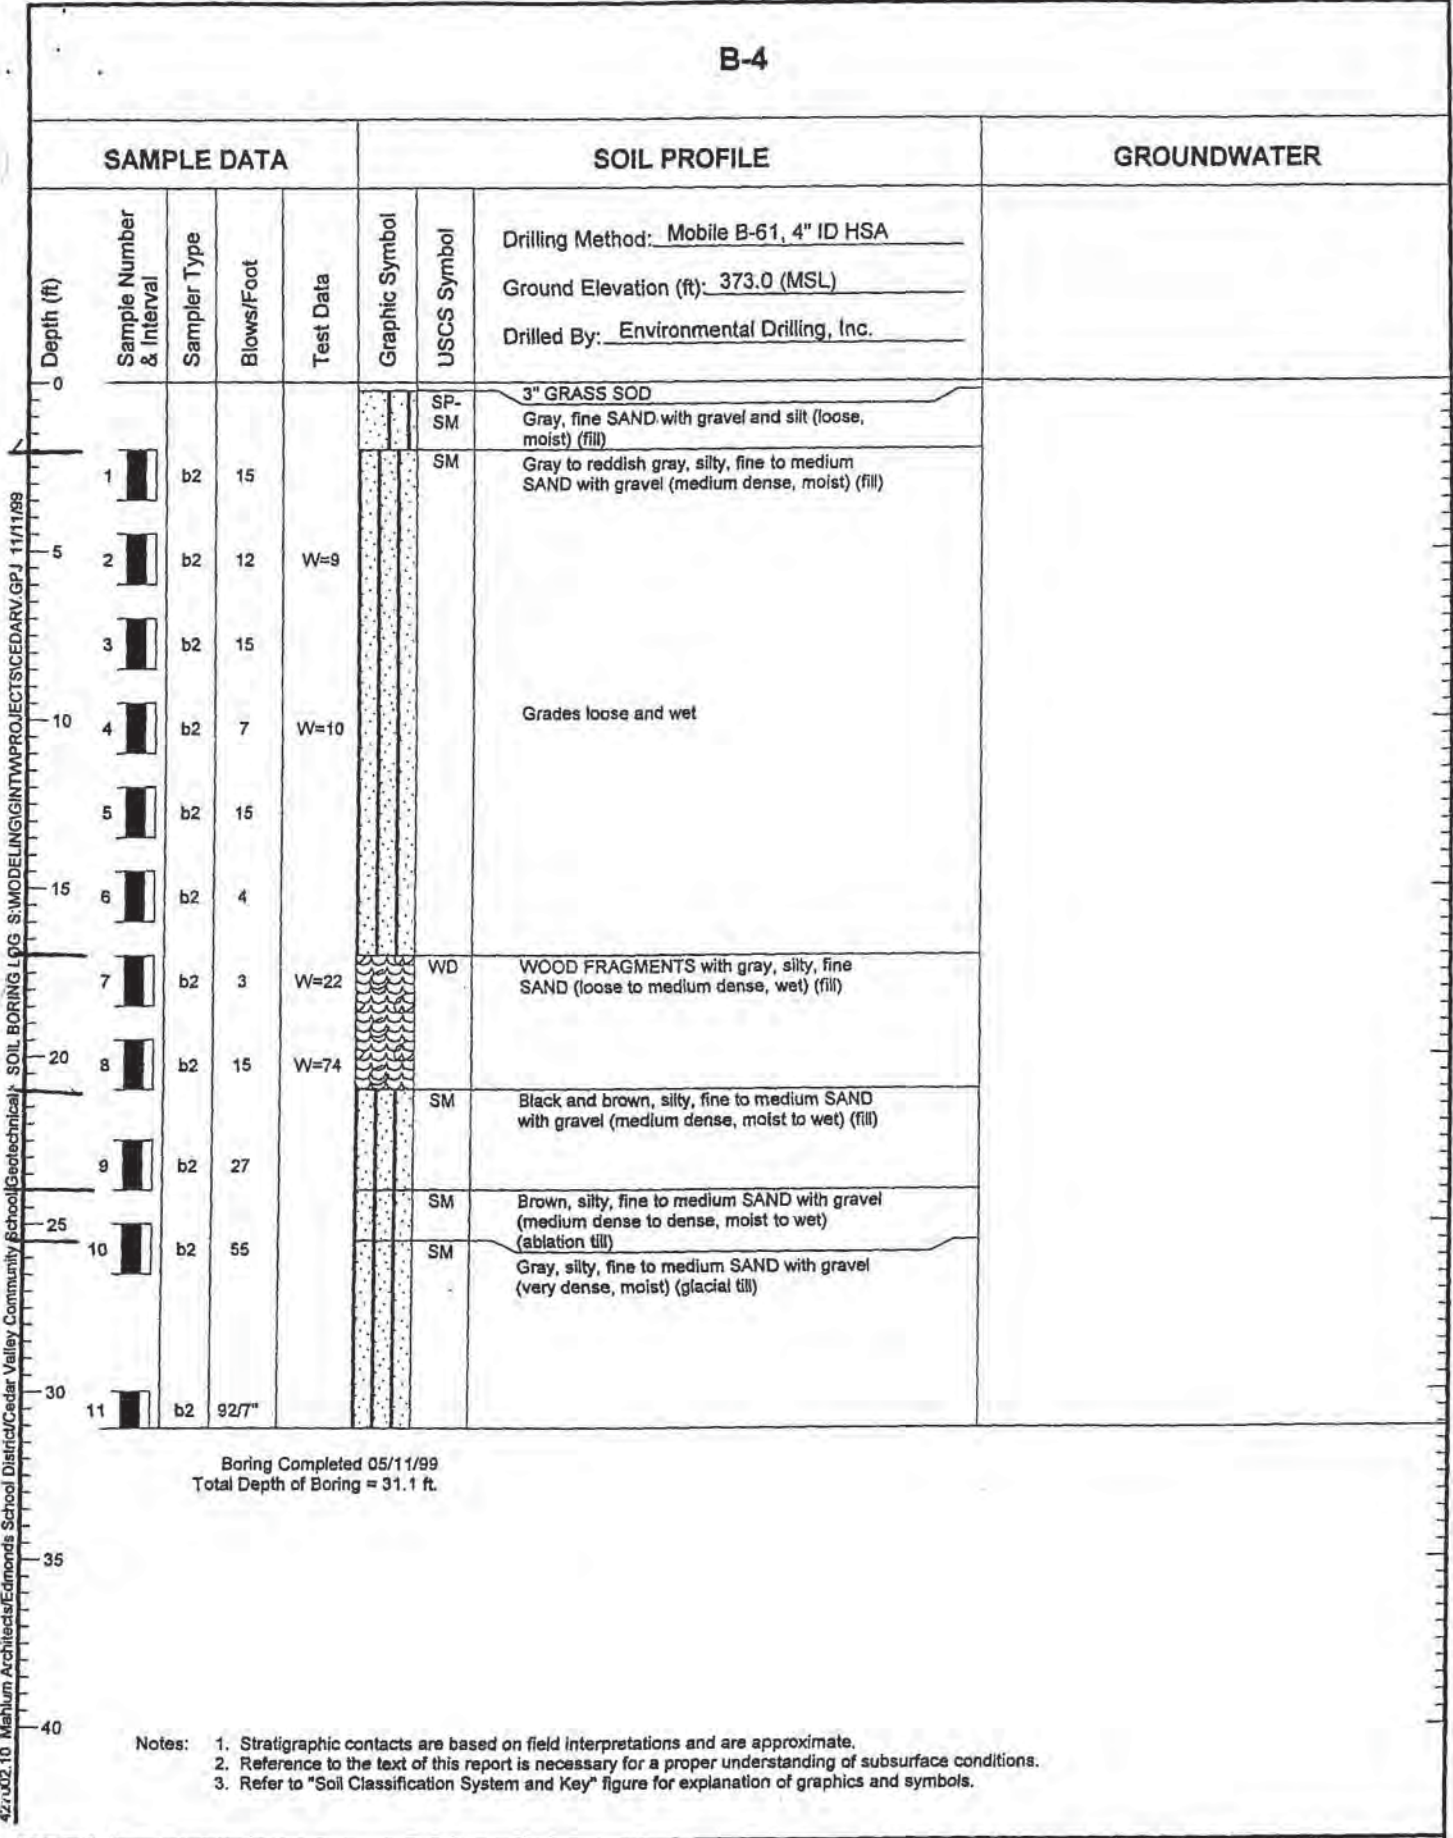 B-4
SAMPLE DATA
SOIL PROFILE
GROUNDWATER
Depth (ft)
Sample Number
& Interval
Sampler Type
Blows/Foot
Test Data
Graphic Symbol
USCS Symbol
Drilling Method: Mobile B-61, 4" ID HSA
Ground Elevation (ft): 373.0 (MSL)
Drilled By: Environmental Drilling, Inc.
0
3" GRASS SOD
SP-
SM
Gray, fine SAND with gravel and silt (loose,
moist) (fill)
SM
Gray to reddish gray, silty, fine to medium
SAND with gravel (medium dense, moist) (fill)
1 b2 15
5
2 b2 12 W=9
3 b2 15
10
4 b2 7 W=10
Grades loose and wet
5 b2 15
15
6 b2 4
7 b2 3 W=22
WD
WOOD FRAGMENTS with gray, silty, fine
SAND (loose to medium dense, wet) (fill)
20
8 b2 15 W=74
SM
Black and brown, silty, fine to medium SAND
with gravel (medium dense, moist to wet) (fill)
9 b2 27
SM
Brown, silty, fine to medium SAND with gravel
(medium dense to dense, moist to wet)
(ablation till)
25
10 b2 55
SM
Gray, silty, fine to medium SAND with gravel
(very dense, moist) (glacial till)
30
11 b2 92/7"
Boring Completed 05/11/99
Total Depth of Boring = 31.1 ft.
35
40
Notes: 1. Stratigraphic contacts are based on field interpretations and are approximate.
2. Reference to the text of this report is necessary for a proper understanding of subsurface conditions.
3. Refer to "Soil Classification System and Key" figure for explanation of graphics and symbols.
Mahlum Architects/Edmonds School District/Cedar Valley Community School/Geotechnical SOIL BORING LOG S:\MODELING\GINTW\PROJECTS\CEDARV.GPJ 11/11/99